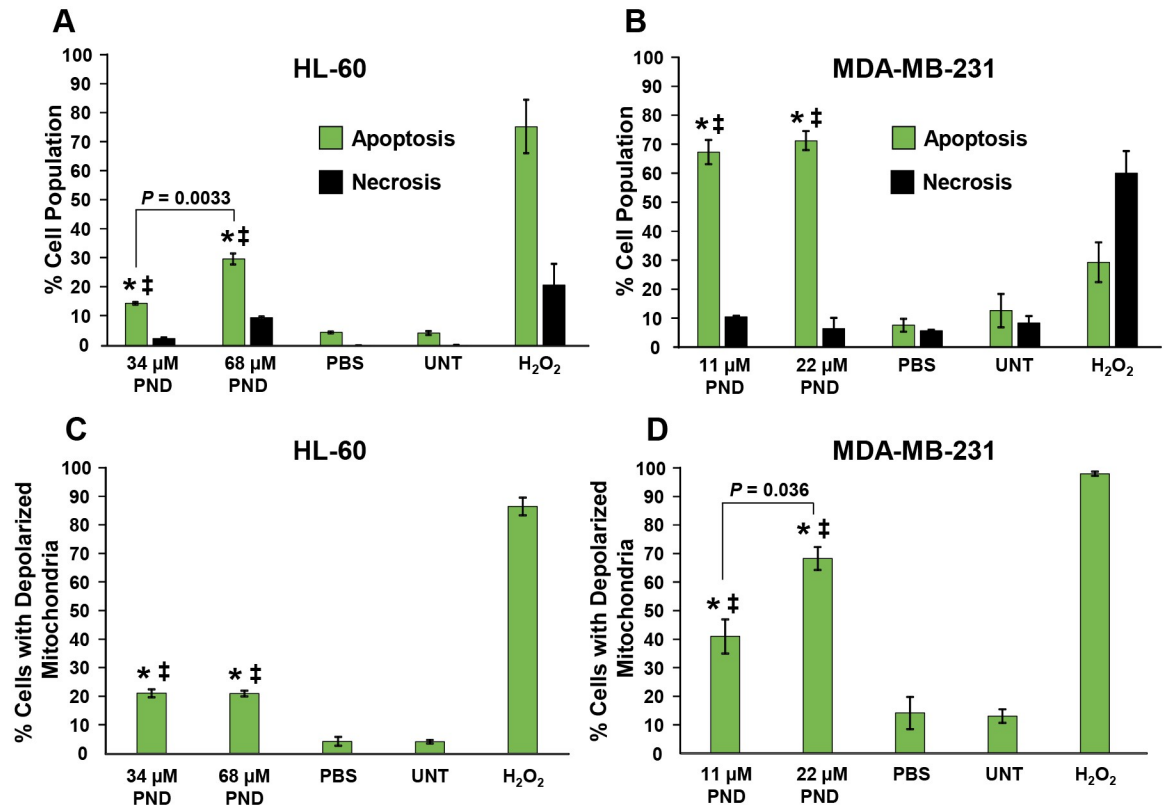 A
HL-60
% Cell Population
100
90
80
70
60
50
40
30
20
10
0
Apoptosis
Necrosis
P = 0.0033
*‡
*‡
34 µM
PND
68 µM
PND
PBS
UNT
H₂O₂
B
MDA-MB-231
% Cell Population
100
90
80
70
60
50
40
30
20
10
0
*‡
*‡
Apoptosis
Necrosis
11 µM
PND
22 µM
PND
PBS
UNT
H₂O₂
C
HL-60
% Cells with Depolarized
Mitochondria
100
90
80
70
60
50
40
30
20
10
0
*‡
*‡
34 µM
PND
68 µM
PND
PBS
UNT
H₂O₂
D
MDA-MB-231
% Cells with Depolarized
Mitochondria
100
90
80
70
60
50
40
30
20
10
0
P = 0.036
*‡
*‡
11 µM
PND
22 µM
PND
PBS
UNT
H₂O₂